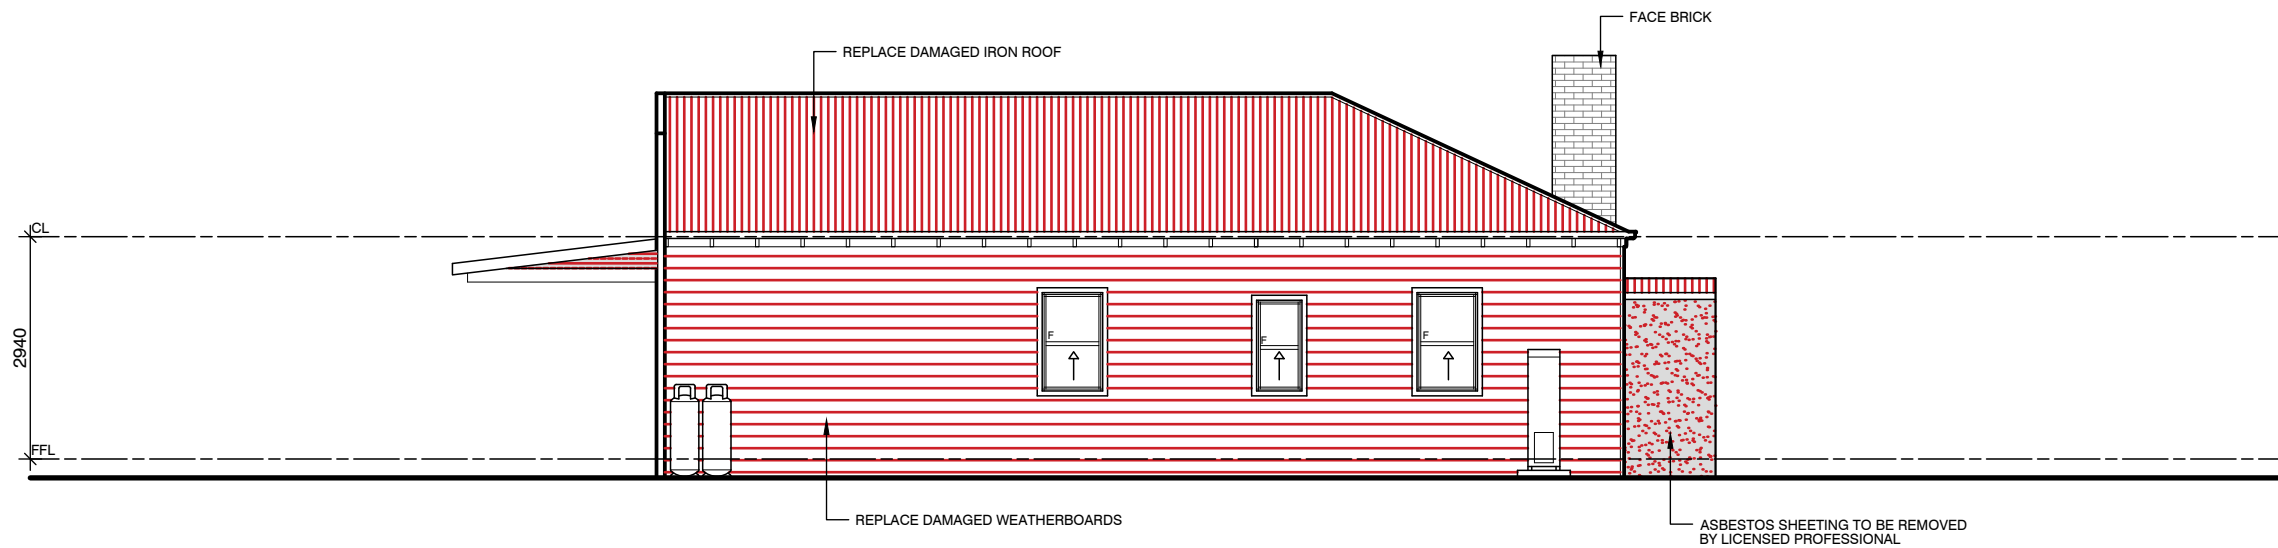 FACE BRICK
REPLACE DAMAGED IRON ROOF
CL
F
F
F
2940
FFL
REPLACE DAMAGED WEATHERBOARDS
ASBESTOS SHEETING TO BE REMOVED
BY LICENSED PROFESSIONAL